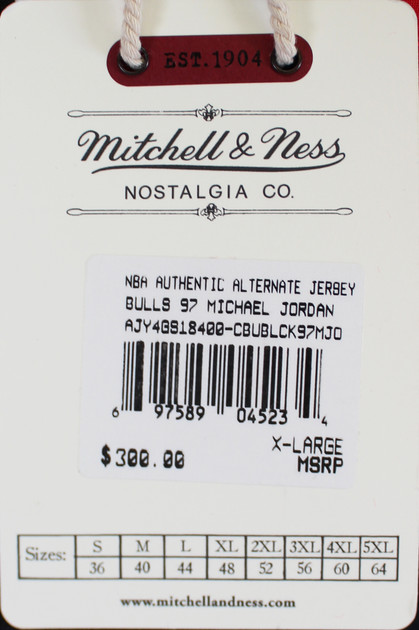 EST.1904
Mitchell & Ness
NOSTALGIA CO.
NBA AUTHENTIC ALTERNATE JERSEY
BULLS 97 MICHAEL JORDAN
AJY4GS18400-CBUBLCK97MJO
6 97589 04523 4
X-LARGE
$300.00 MSRP
Sizes: S M L XL 2XL 3XL 4XL 5XL
36 40 44 48 52 56 60 64
www.mitchellandness.com